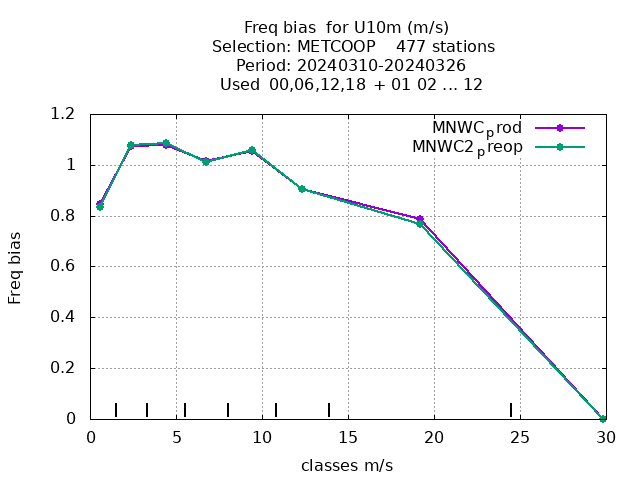 Freq bias  for U10m (m/s)
Selection: METCOOP    477 stations
Period: 20240310-20240326
Used  00,06,12,18 + 01 02 ... 12
MNWC_prod
MNWC2_preop
1.2
1
0.8
0.6
0.4
0.2
0
Freq bias
0 5 10 15 20 25 30
classes m/s